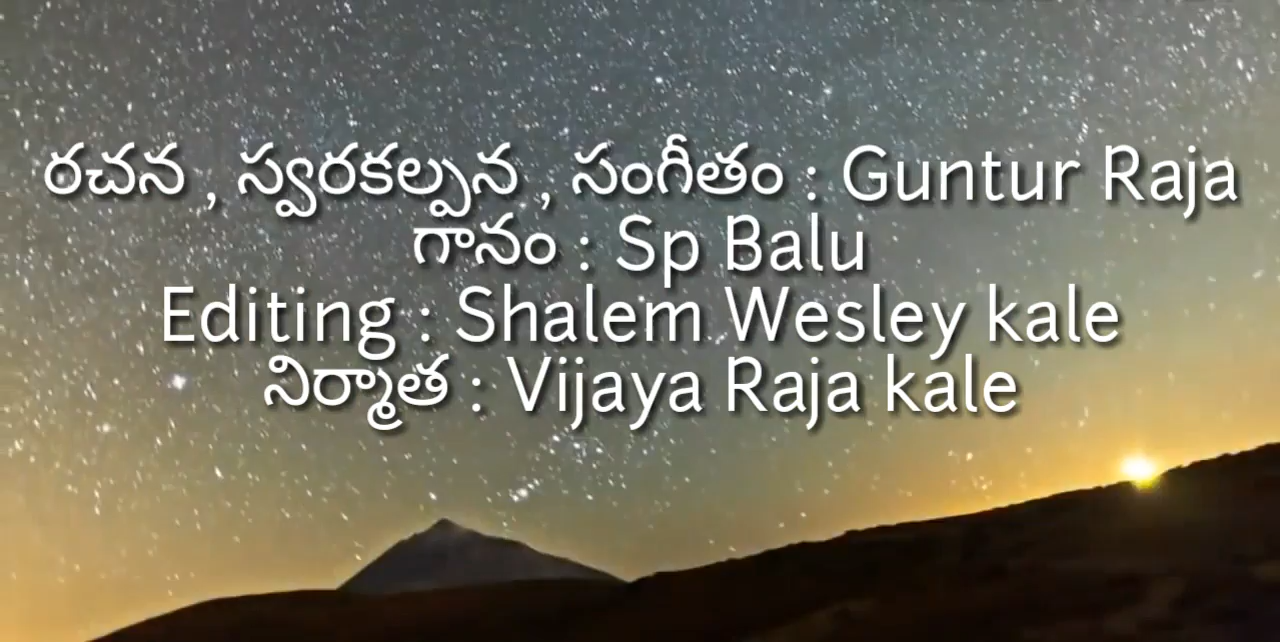 రచన , స్వరకల్పన , సంగీతం : Guntur Raja
గానం : Sp Balu
Editing : Shalem Wesley kale
నిర్మాత : Vijaya Raja kale